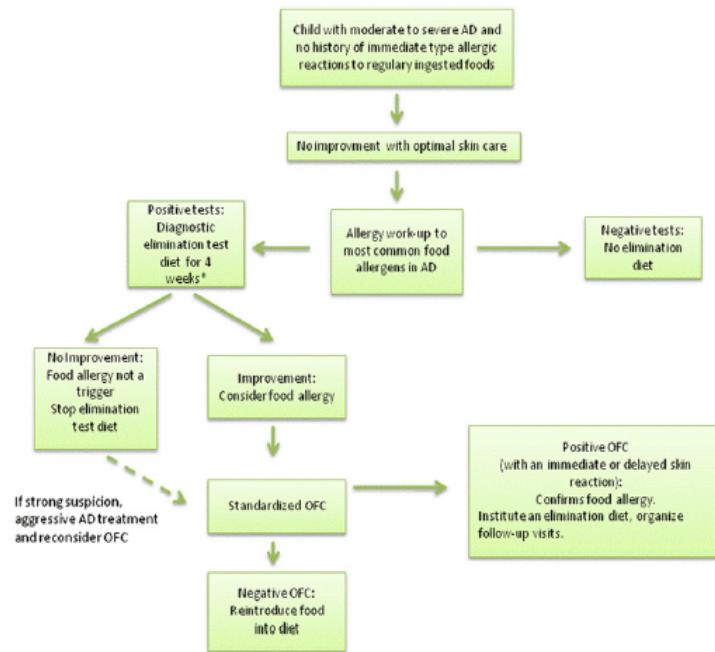 Child with moderate to severe AD and
no history of immediate type allergic
reactions to regulary ingested foods
No improvment with optimal skin care
Positive tests:
Diagnostic
elimination test
diet for 4
weeks*
Allergy work-up to
most common food
allergens in AD
Negative tests:
No elimination
diet
No Improvement:
Food allergy not a
trigger
Stop elimination
test diet
Improvement:
Consider food allergy
Positive OFC
(with an immediate or delayed skin
reaction):
Confirms food allergy.
Institute an elimination diet, organize
follow-up visits.
If strong suspicion,
aggressive AD treatment
and reconsider OFC
Standardized OFC
Negative OFC:
Reintroduce food
into diet